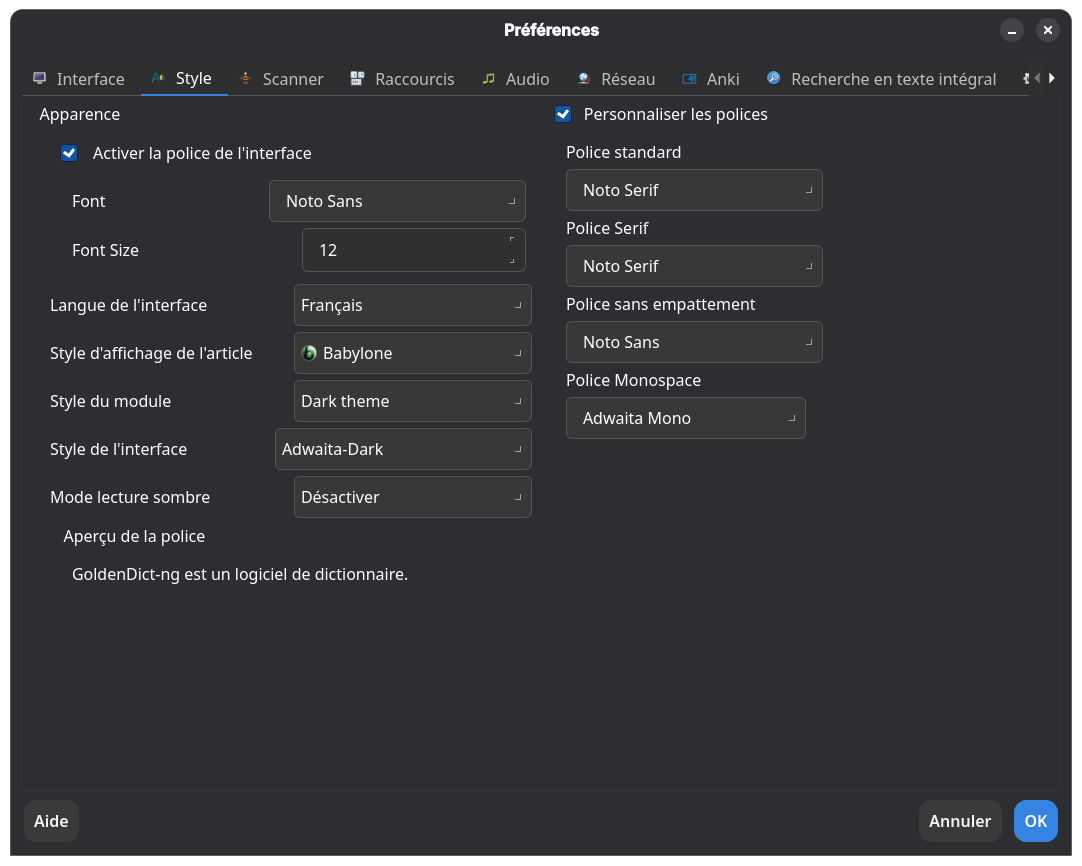 Préférences
Interface Style Scanner Raccourcis Audio Réseau Anki Recherche en texte intégral
Apparence
Activer la police de l'interface
Font Noto Sans
Font Size 12
Langue de l'interface Français
Style d'affichage de l'article Babylone
Style du module Dark theme
Style de l'interface Adwaita-Dark
Mode lecture sombre Désactiver
Aperçu de la police
GoldenDict-ng est un logiciel de dictionnaire.
Personnaliser les polices
Police standard
Noto Serif
Police Serif
Noto Serif
Police sans empattement
Noto Sans
Police Monospace
Adwaita Mono
Aide Annuler OK